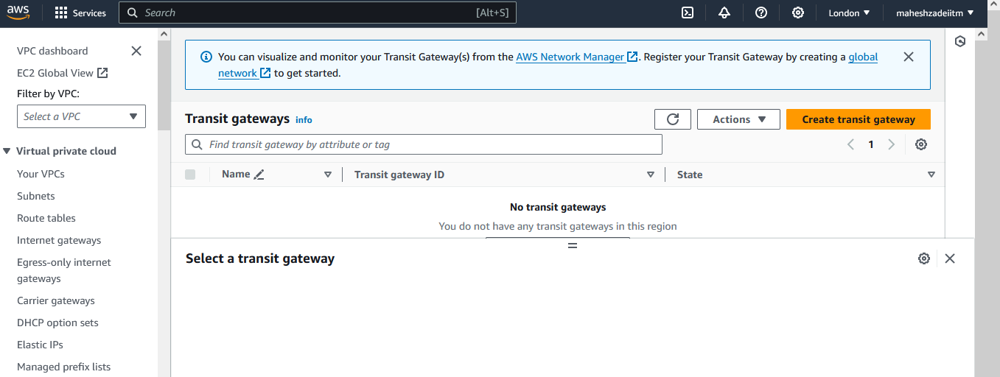 aws
Services
Search
[Alt+S]
London
maheshzadeiitm
VPC dashboard
EC2 Global View
Filter by VPC:
Select a VPC
Virtual private cloud
Your VPCs
Subnets
Route tables
Internet gateways
Egress-only internet
gateways
Carrier gateways
DHCP option sets
Elastic IPs
Managed prefix lists
You can visualize and monitor your Transit Gateway(s) from the AWS Network Manager. Register your Transit Gateway by creating a global
network to get started.
Transit gateways info
Actions
Create transit gateway
Find transit gateway by attribute or tag
1
Name
Transit gateway ID
State
No transit gateways
You do not have any transit gateways in this region
Select a transit gateway